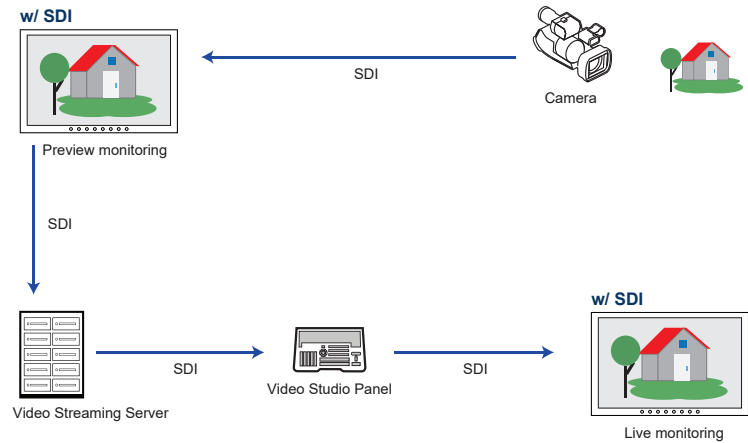 w/ SDI
SDI
Camera
Preview monitoring
SDI
w/ SDI
SDI
Video Studio Panel
SDI
Video Streaming Server
Live monitoring